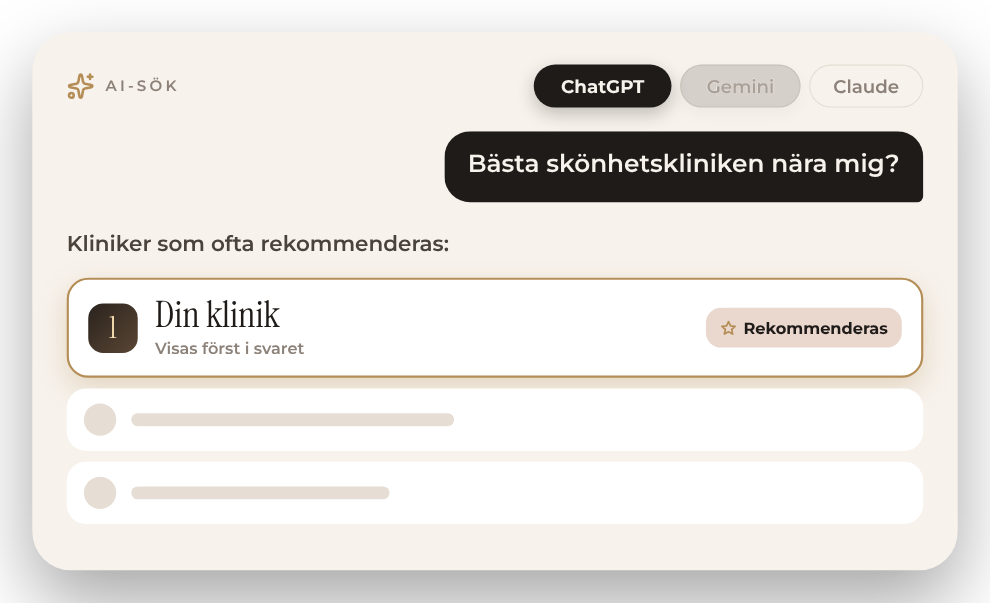 AI-SÖK
ChatGPT
Gemini
Claude
Bästa skönhetskliniken nära mig?
Kliniker som ofta rekommenderas:
1
Din klinik
Visas först i svaret
Rekommenderas